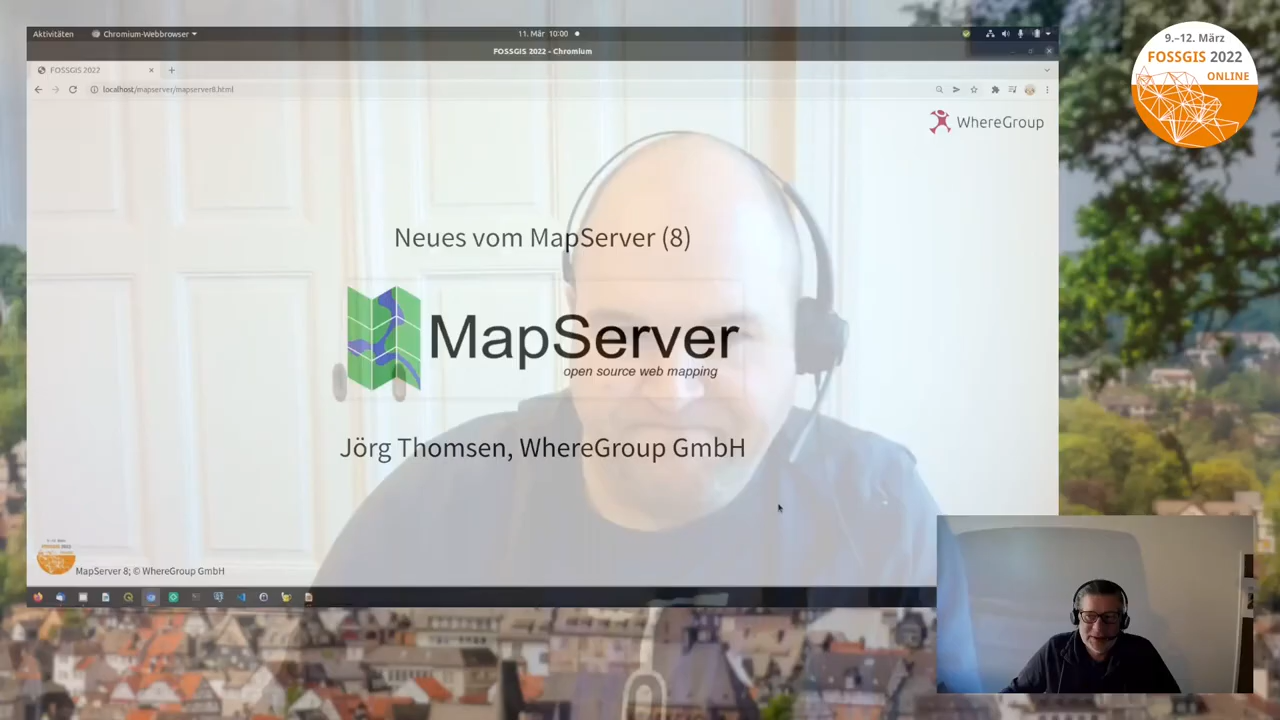 Aktivitäten
Chromium-Webbrowser
11. Mär 10:00
FOSSGIS 2022 - Chromium
FOSSGIS 2022
localhost/mapserver/mapserver8.html
WhereGroup
9.–12. März
FOSSGIS 2022
ONLINE
Neues vom MapServer (8)
MapServer
open source web mapping
Jörg Thomsen, WhereGroup GmbH
MapServer 8; © WhereGroup GmbH